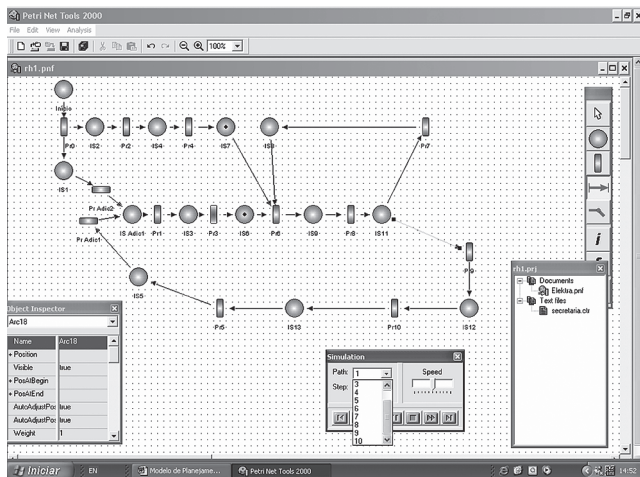 Petri Net Tools 2000
File Edit View Analysis
100%
rh1.pnf
Início
Pr0 IS2 Pr2 IS4 Pr4 IS7 IS8 Pr7
IS1
Pr Adic2
Pr Adic1 IS Adic1 Pr1 IS3 Pr3 IS6 Pr6 IS9 Pr8 IS11
Pr9
IS5
Pr5 IS13 Pr10 IS12
Object Inspector
Arc18
Name Arc18
+ Position
Visible true
+ PosAtBegin
+ PosAtEnd
AutoAdjustPos true
AutoAdjustPos true
Weight 1
Simulation
Path: 1 Speed
Step:
3
4
5
6
7
8
9
10
rh1.prj
Documents
Elektra.pnf
Text files
secretaria.ctr
Iniciar EN Modelo de Planejame... Petri Net Tools 2000 14:52